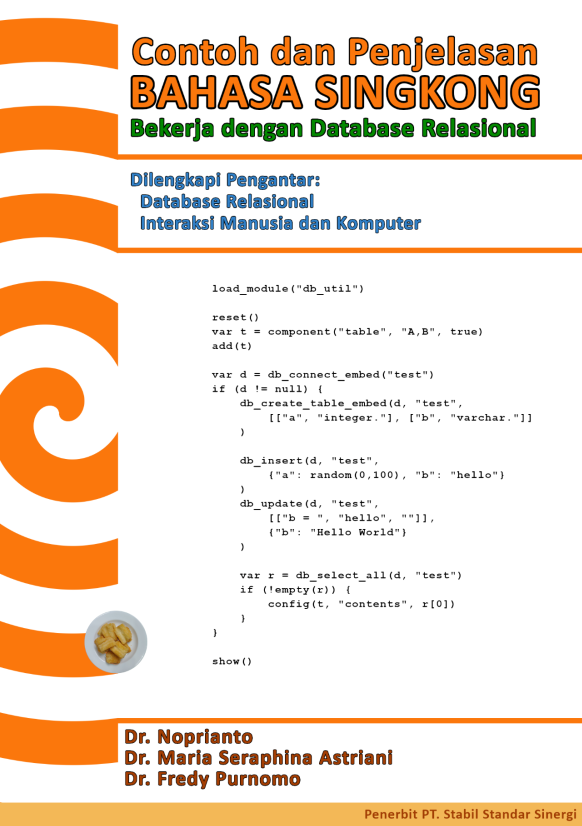 Contoh dan Penjelasan
BAHASA SINGKONG
Bekerja dengan Database Relasional
Dilengkapi Pengantar:
Database Relasional
Interaksi Manusia dan Komputer
load_module("db_util")
reset()
var t = component("table", "A,B", true)
add(t)
var d = db_connect_embed("test")
if (d != null) {
    db_create_table_embed(d, "test",
        [["a", "integer."], ["b", "varchar."]]
    )
    db_insert(d, "test",
        {"a": random(0,100), "b": "hello"}
    )
    db_update(d, "test",
        [["b = ", "hello", ""]],
        {"b": "Hello World"}
    )
    var r = db_select_all(d, "test")
    if (!empty(r)) {
        config(t, "contents", r[0])
    }
}
show()
Dr. Noprianto
Dr. Maria Seraphina Astriani
Dr. Fredy Purnomo
Penerbit PT. Stabil Standar Sinergi